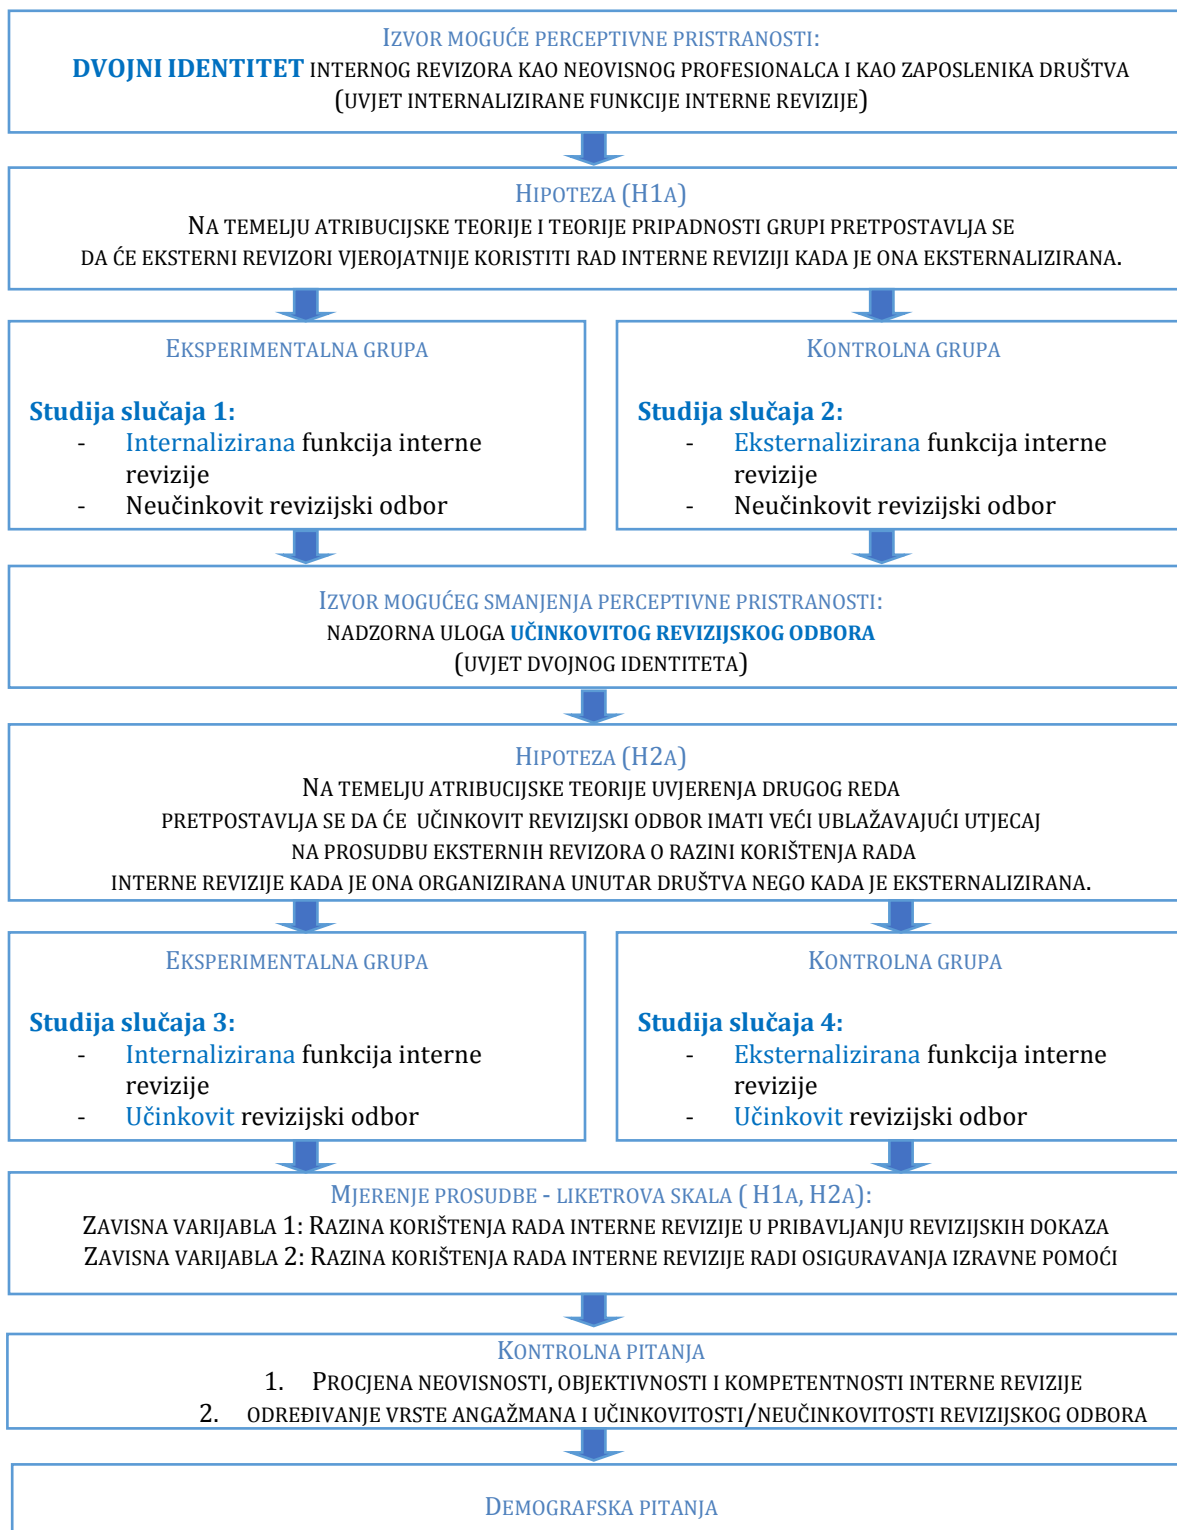 IZVOR MOGUĆE PERCEPTIVNE PRISTRANOSTI:
DVOJNI IDENTITET INTERNOG REVIZORA KAO NEOVISNOG PROFESIONALCA I KAO ZAPOSLENIKA DRUŠTVA
(UVJET INTERNALIZIRANE FUNKCIJE INTERNE REVIZIJE)
HIPOTEZA (H1A)
NA TEMELJU ATRIBUCIJSKE TEORIJE I TEORIJE PRIPADNOSTI GRUPI PRETPOSTAVLJA SE
DA ĆE EKSTERNI REVIZORI VJEROJATNIJE KORISTITI RAD INTERNE REVIZIJI KADA JE ONA EKSTERNALIZIRANA.
EKSPERIMENTALNA GRUPA
Studija slučaja 1:
- Internalizirana funkcija interne
revizije
- Neučinkovit revizijski odbor
KONTROLNA GRUPA
Studija slučaja 2:
- Eksternalizirana funkcija interne
revizije
- Neučinkovit revizijski odbor
IZVOR MOGUĆEG SMANJENJA PERCEPTIVNE PRISTRANOSTI:
NADZORNA ULOGA UČINKOVITOG REVIZIJSKOG ODBORA
(UVJET DVOJNOG IDENTITETA)
HIPOTEZA (H2A)
NA TEMELJU ATRIBUCIJSKE TEORIJE UVJERENJA DRUGOG REDA
PRETPOSTAVLJA SE DA ĆE UČINKOVIT REVIZIJSKI ODBOR IMATI VEĆI UBLAŽAVAJUĆI UTJECAJ
NA PROSUDBU EKSTERNIH REVIZORA O RAZINI KORIŠTENJA RADA
INTERNE REVIZIJE KADA JE ONA ORGANIZIRANA UNUTAR DRUŠTVA NEGO KADA JE EKSTERNALIZIRANA.
EKSPERIMENTALNA GRUPA
Studija slučaja 3:
- Internalizirana funkcija interne
revizije
- Učinkovit revizijski odbor
KONTROLNA GRUPA
Studija slučaja 4:
- Eksternalizirana funkcija interne
revizije
- Učinkovit revizijski odbor
MJERENJE PROSUDBE - LIKETROVA SKALA ( H1A, H2A):
ZAVISNA VARIJABLA 1: RAZINA KORIŠTENJA RADA INTERNE REVIZIJE U PRIBAVLJANJU REVIZIJSKIH DOKAZA
ZAVISNA VARIJABLA 2: RAZINA KORIŠTENJA RADA INTERNE REVIZIJE RADI OSIGURAVANJA IZRAVNE POMOĆI
KONTROLNA PITANJA
1. PROCJENA NEOVISNOSTI, OBJEKTIVNOSTI I KOMPETENTNOSTI INTERNE REVIZIJE
2. ODREĐIVANJE VRSTE ANGAŽMANA I UČINKOVITOSTI/NEUČINKOVITOSTI REVIZIJSKOG ODBORA
DEMOGRAFSKA PITANJA